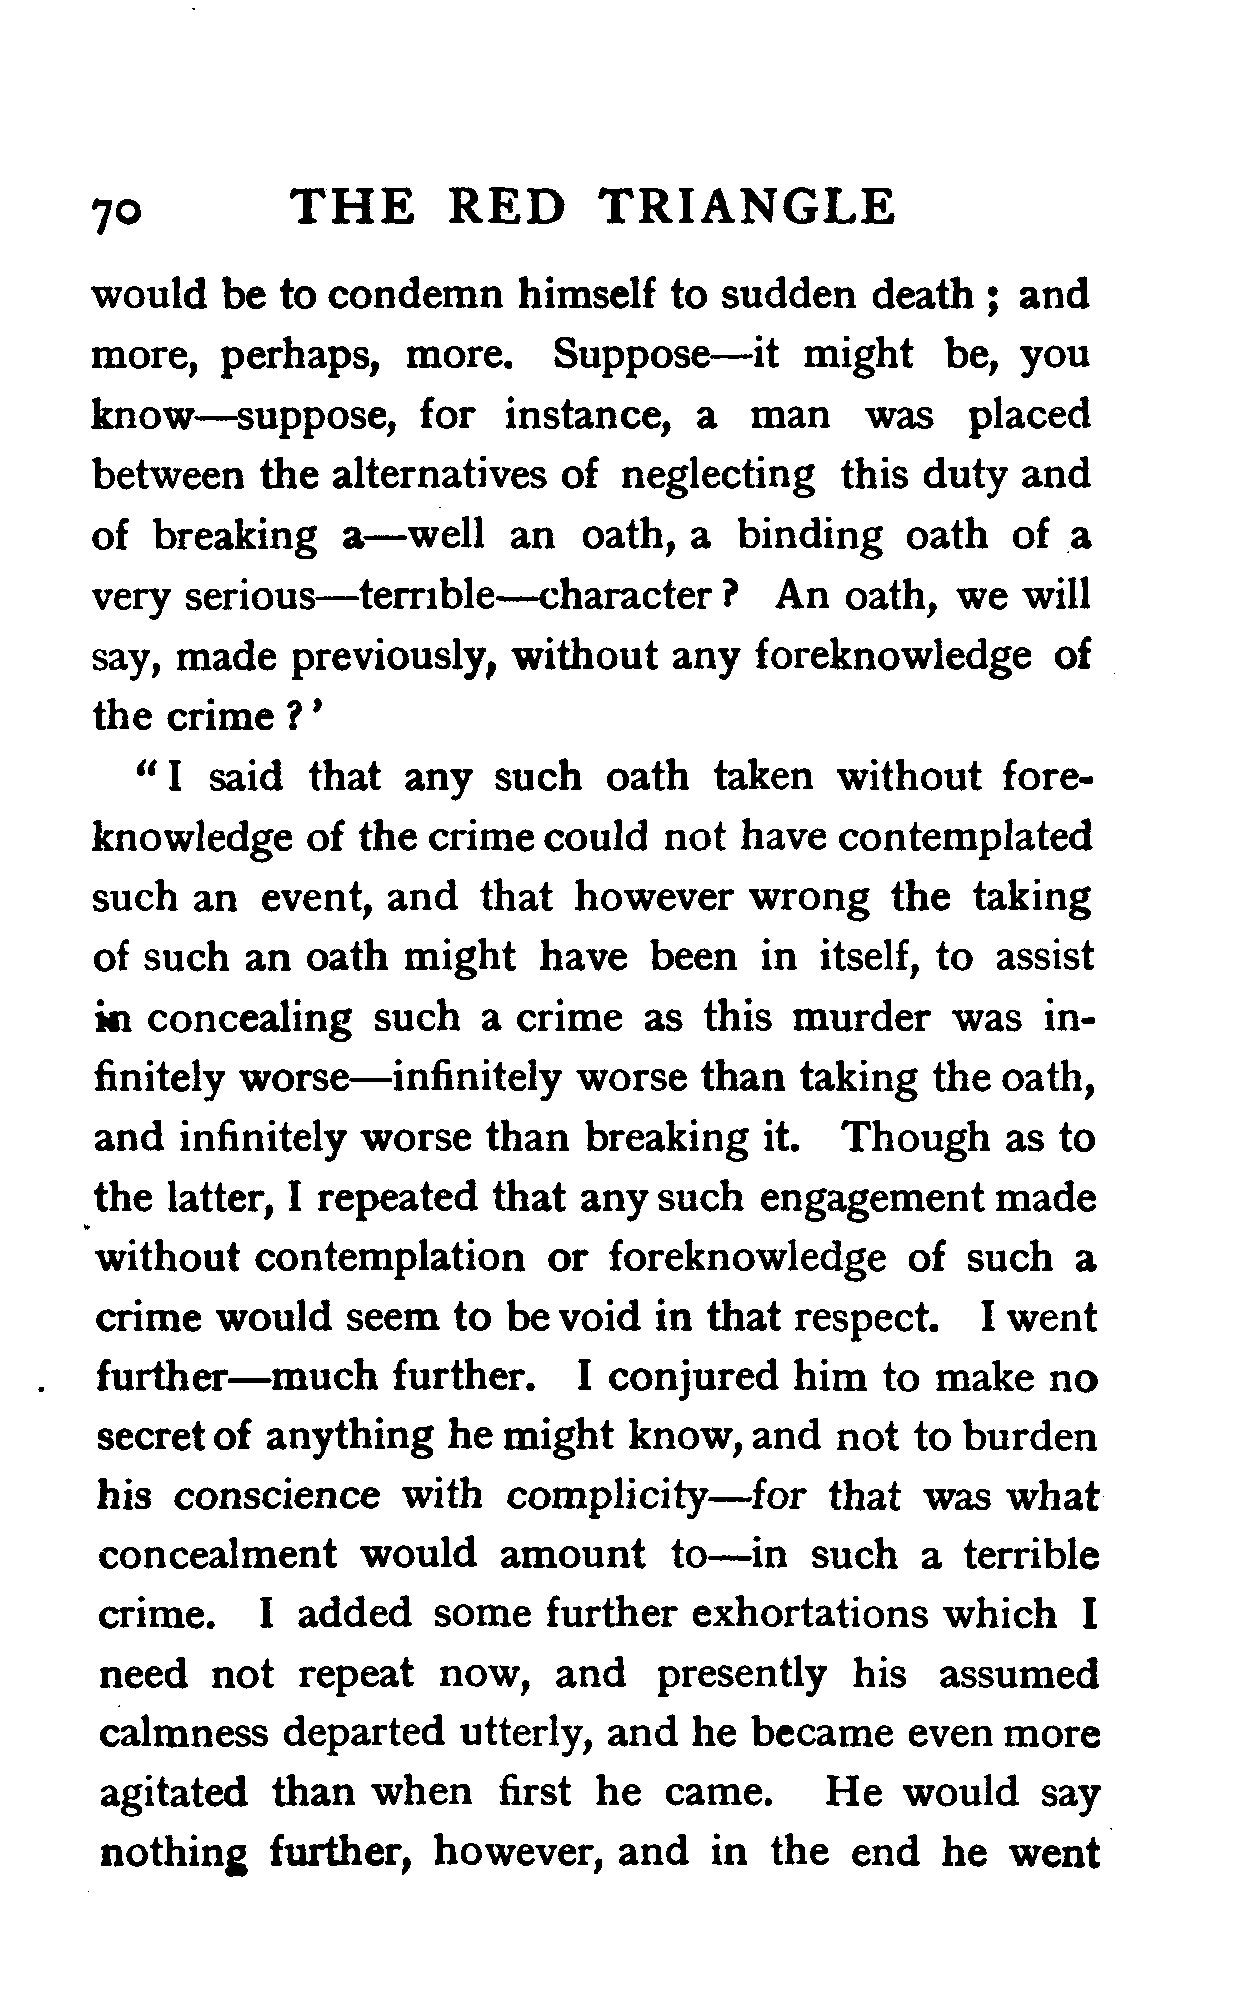 70 THE RED TRIANGLE
would be to condemn himself to sudden death ; and
more, perhaps, more. Suppose—it might be, you
know—suppose, for instance, a man was placed
between the alternatives of neglecting this duty and
of breaking a—well an oath, a binding oath of a
very serious—terrible—character ? An oath, we will
say, made previously, without any foreknowledge of
the crime ? ’
“ I said that any such oath taken without fore-
knowledge of the crime could not have contemplated
such an event, and that however wrong the taking
of such an oath might have been in itself, to assist
in concealing such a crime as this murder was in-
finitely worse—infinitely worse than taking the oath,
and infinitely worse than breaking it. Though as to
the latter, I repeated that any such engagement made
without contemplation or foreknowledge of such a
crime would seem to be void in that respect. I went
further—much further. I conjured him to make no
secret of anything he might know, and not to burden
his conscience with complicity—for that was what
concealment would amount to—in such a terrible
crime. I added some further exhortations which I
need not repeat now, and presently his assumed
calmness departed utterly, and he became even more
agitated than when first he came. He would say
nothing further, however, and in the end he went